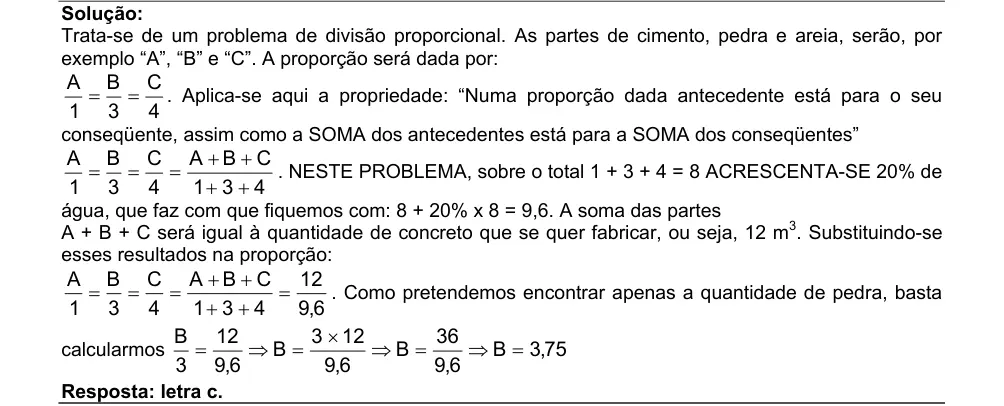 Solução:
Trata-se de um problema de divisão proporcional. As partes de cimento, pedra e areia, serão, por
exemplo “A”, “B” e “C”. A proporção será dada por:
A/1 = B/3 = C/4 . Aplica-se aqui a propriedade: “Numa proporção dada antecedente está para o seu
conseqüente, assim como a SOMA dos antecedentes está para a SOMA dos conseqüentes”
A/1 = B/3 = C/4 = (A + B + C)/(1 + 3 + 4) . NESTE PROBLEMA, sobre o total 1 + 3 + 4 = 8 ACRESCENTA-SE 20% de
água, que faz com que fiquemos com: 8 + 20% x 8 = 9,6. A soma das partes
A + B + C será igual à quantidade de concreto que se quer fabricar, ou seja, 12 m³. Substituindo-se
esses resultados na proporção:
A/1 = B/3 = C/4 = (A + B + C)/(1 + 3 + 4) = 12/9,6 . Como pretendemos encontrar apenas a quantidade de pedra, basta
calcularmos B/3 = 12/9,6 ⇒ B = (3 × 12)/9,6 ⇒ B = 36/9,6 ⇒ B = 3,75
Resposta: letra c.